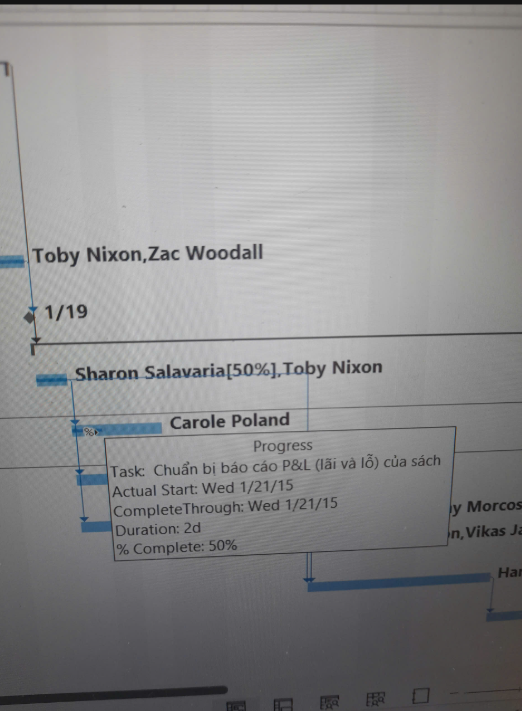 Toby Nixon,Zac Woodall
1/19
Sharon Salavaria[50%],Toby Nixon
Carole Poland
Progress
Task: Chuẩn bị báo cáo P&L (lãi và lỗ) của sách
Actual Start: Wed 1/21/15
CompleteThrough: Wed 1/21/15
Duration: 2d
% Complete: 50%
Morcos
,Vikas